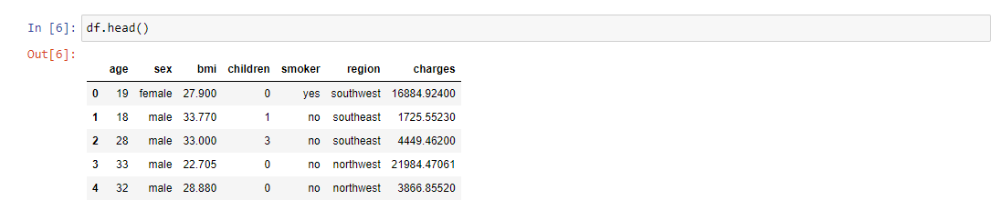 In [6]: df.head()
Out[6]:
age sex bmi children smoker region charges
0 19 female 27.900 0 yes southwest 16884.92400
1 18 male 33.770 1 no southeast 1725.55230
2 28 male 33.000 3 no southeast 4449.46200
3 33 male 22.705 0 no northwest 21984.47061
4 32 male 28.880 0 no northwest 3866.85520